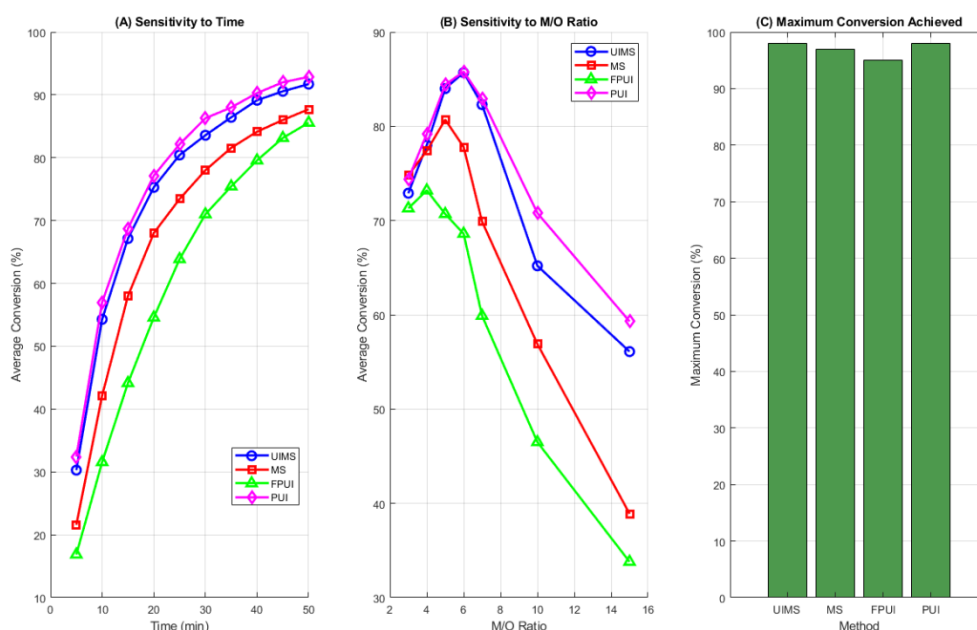 (A) Sensitivity to Time
100
90
80
70
60
50
40
30
20
10
Average Conversion (%)
0
10
20
30
40
50
Time (min)
UIMS
MS
FPUI
PUI
(B) Sensitivity to M/O Ratio
90
80
70
60
50
40
30
Average Conversion (%)
2
4
6
8
10
12
14
16
M/O Ratio
UIMS
MS
FPUI
PUI
(C) Maximum Conversion Achieved
100
90
80
70
60
50
40
30
20
10
0
Maximum Conversion (%)
UIMS
MS
FPUI
PUI
Method